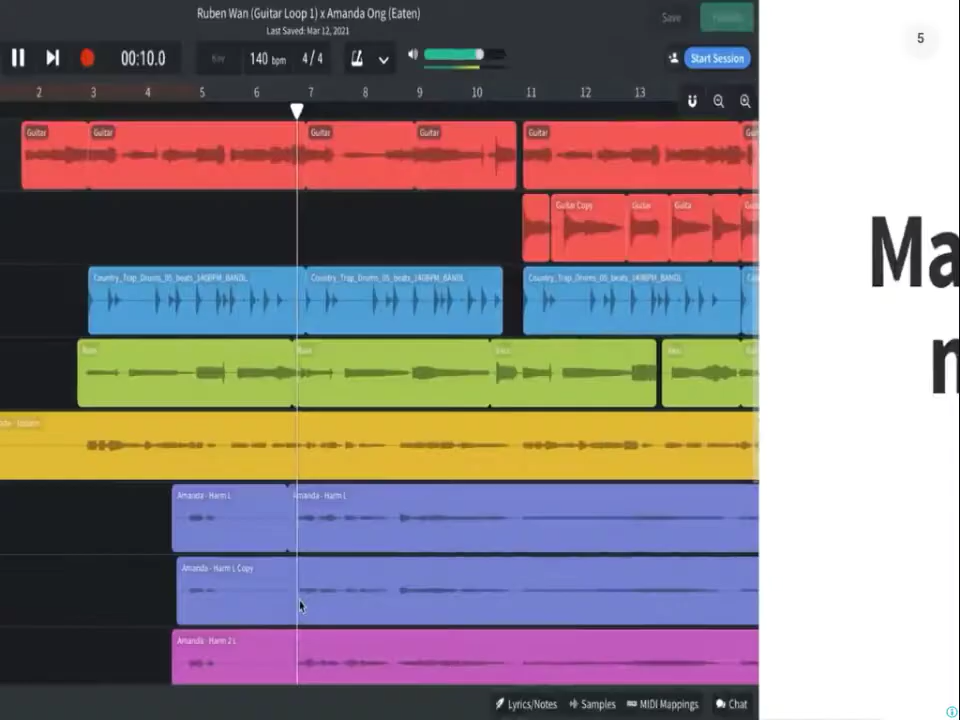 Ruben Wan (Guitar Loop 1) x Amanda Ong (Eaten)
Last Saved: Mar 12, 2021
Save
5
00:10.0
Key
140 bpm
4 / 4
Start Session
2 3 4 5 6 7 8 9 10 11 12 13
Guitar Guitar Guitar Guitar Guitar
Guitar Copy Guitar Guita
Country_Trap_Drums_05_beats_140BPM_BANDL Country_Trap_Drums_05_beats_140BPM_BANDL Country_Trap_Drums_05_beats_140BPM_BANDL
Amanda - Harm L Amanda - Harm L
Amanda - Harm L Copy
Amanda - Harm 2 L
Lyrics/Notes Samples MIDI Mappings Chat
Ma
n